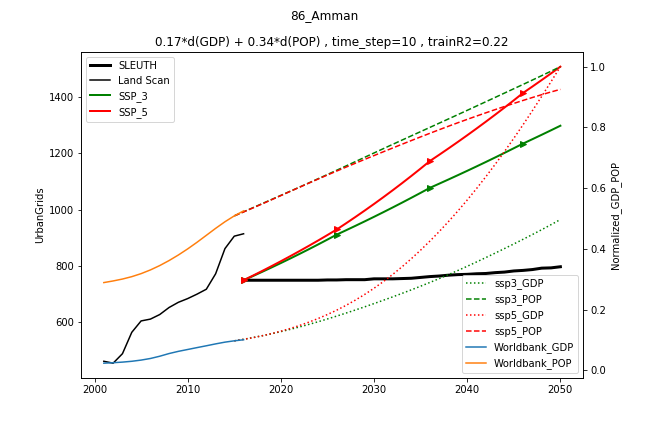 86_Amman
0.17*d(GDP) + 0.34*d(POP) , time_step=10 , trainR2=0.22
SLEUTH
Land Scan
SSP_3
SSP_5
UrbanGrids
1400
1200
1000
800
600
Normalized_GDP_POP
1.0
0.8
0.6
0.4
0.2
0.0
ssp3_GDP
ssp3_POP
ssp5_GDP
ssp5_POP
Worldbank_GDP
Worldbank_POP
2000 2010 2020 2030 2040 2050